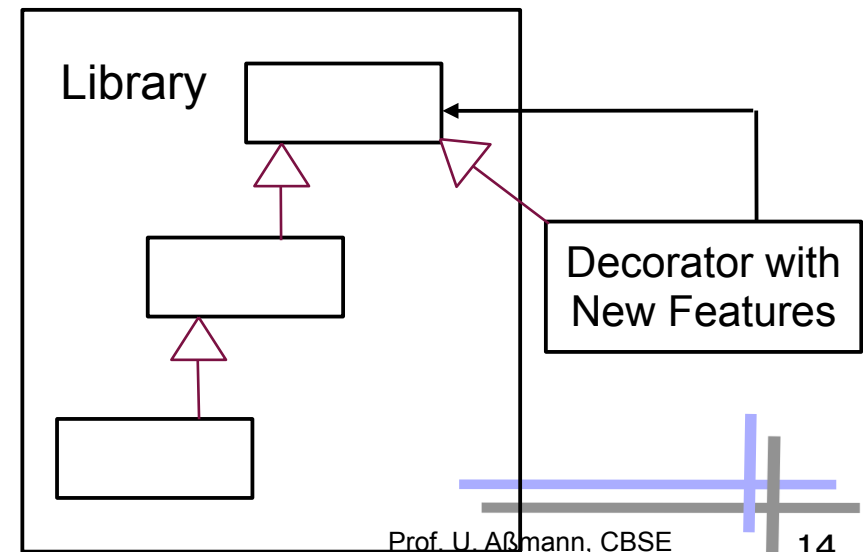 Library
Decorator with
New Features
Prof. U. Aßmann, CBSE
14